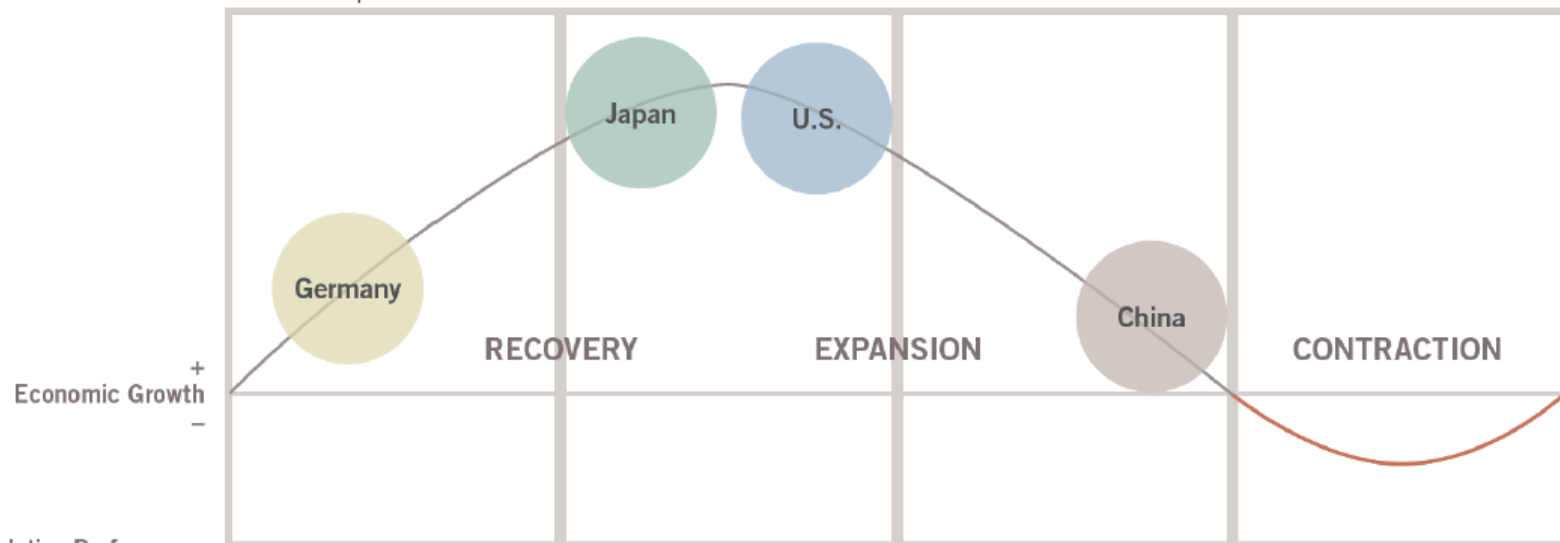 Japan
U.S.
Germany
China
RECOVERY EXPANSION CONTRACTION
+
Economic Growth
–